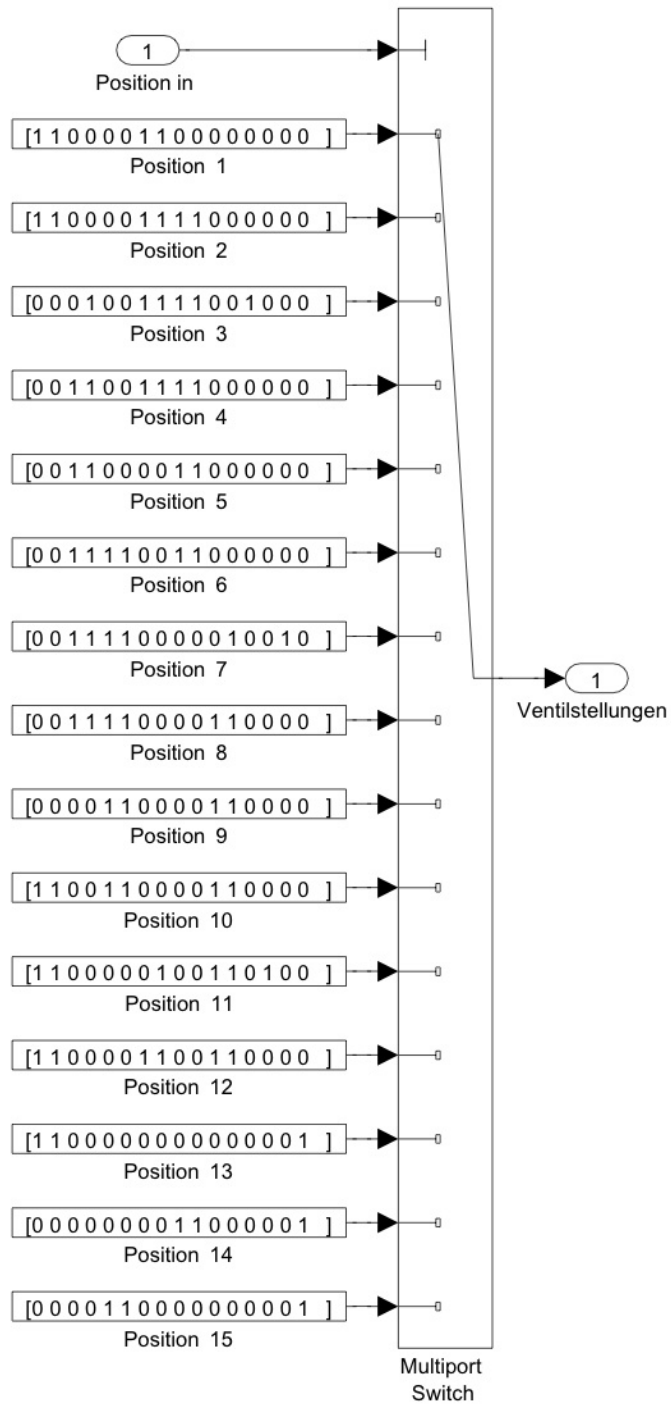 1
Position in
[1 1 0 0 0 0 1 1 0 0 0 0 0 0 0 0 ]
Position 1
[1 1 0 0 0 0 1 1 1 1 0 0 0 0 0 0 ]
Position 2
[0 0 0 1 0 0 1 1 1 1 0 0 1 0 0 0 ]
Position 3
[0 0 1 1 0 0 1 1 1 1 0 0 0 0 0 0 ]
Position 4
[0 0 1 1 0 0 0 0 1 1 0 0 0 0 0 0 ]
Position 5
[0 0 1 1 1 1 0 0 1 1 0 0 0 0 0 0 ]
Position 6
[0 0 1 1 1 1 0 0 0 0 0 1 0 0 1 0 ]
Position 7
1
Ventilstellungen
[0 0 1 1 1 1 0 0 0 0 1 1 0 0 0 0 ]
Position 8
[0 0 0 0 1 1 0 0 0 0 1 1 0 0 0 0 ]
Position 9
[1 1 0 0 1 1 0 0 0 0 1 1 0 0 0 0 ]
Position 10
[1 1 0 0 0 0 0 1 0 0 1 1 0 1 0 0 ]
Position 11
[1 1 0 0 0 0 1 1 0 0 1 1 0 0 0 0 ]
Position 12
[1 1 0 0 0 0 0 0 0 0 0 0 0 0 0 1 ]
Position 13
[0 0 0 0 0 0 0 0 1 1 0 0 0 0 0 1 ]
Position 14
[0 0 0 0 1 1 0 0 0 0 0 0 0 0 0 1 ]
Position 15
Multiport
Switch